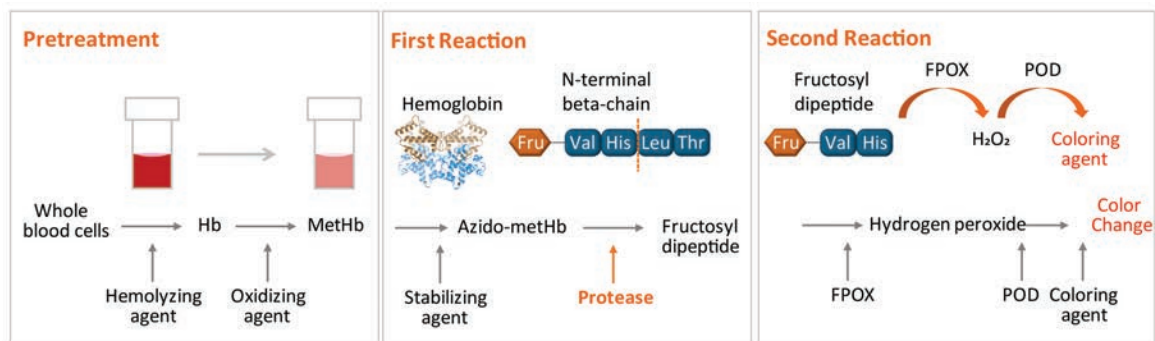 Pretreatment
Whole
blood cells
Hb
MetHb
Hemolyzing
agent
Oxidizing
agent
First Reaction
Hemoglobin
N-terminal
beta-chain
Fru Val His Leu Thr
Azido-metHb
Fructosyl
dipeptide
Stabilizing
agent
Protease
Second Reaction
Fructosyl
dipeptide
FPOX
POD
Fru Val His
H₂O₂
Coloring
agent
Hydrogen peroxide
Color
Change
FPOX
POD
Coloring
agent